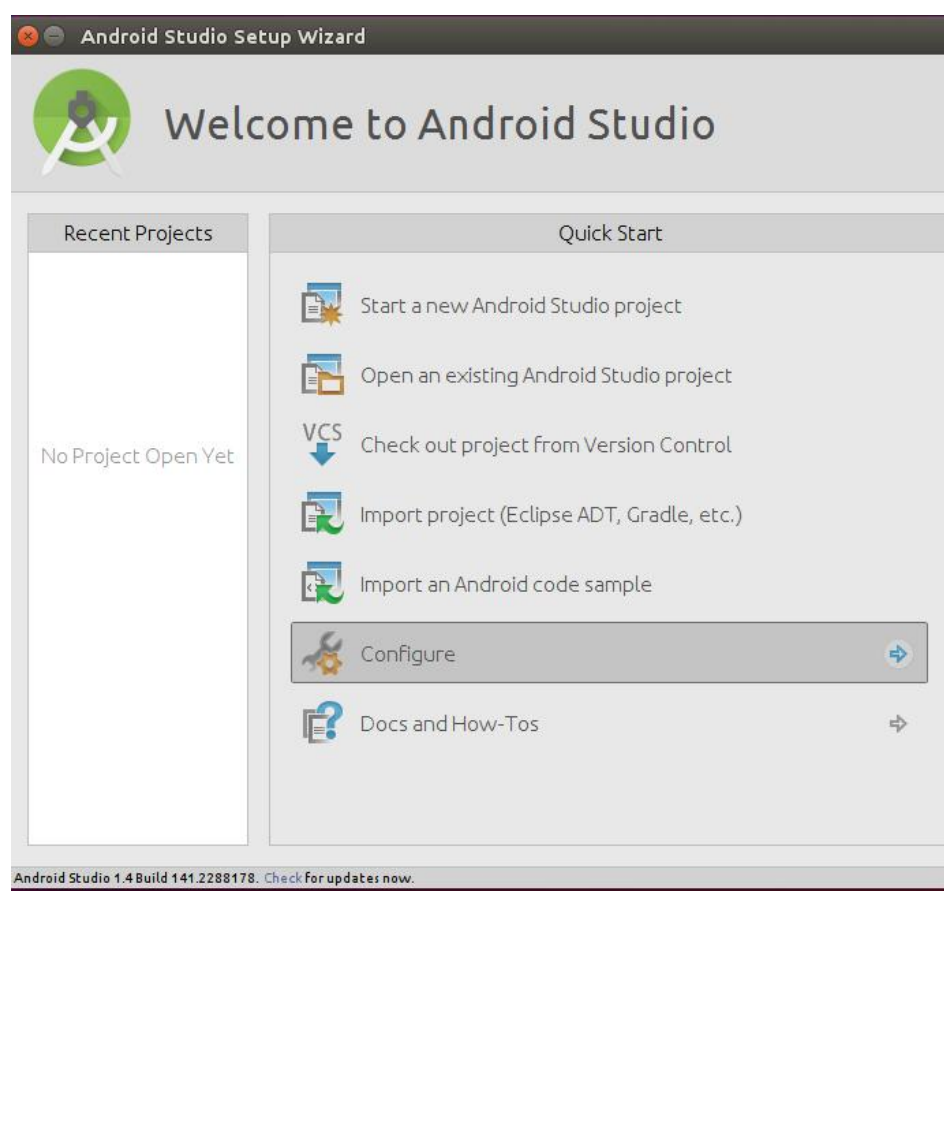 Android Studio Setup Wizard
Welcome to Android Studio
Recent Projects
No Project Open Yet
Quick Start
Start a new Android Studio project
Open an existing Android Studio project
VCS
Check out project from Version Control
Import project (Eclipse ADT, Gradle, etc.)
Import an Android code sample
Configure
Docs and How-Tos
Android Studio 1.4 Build 141.2288178. Check for updates now.